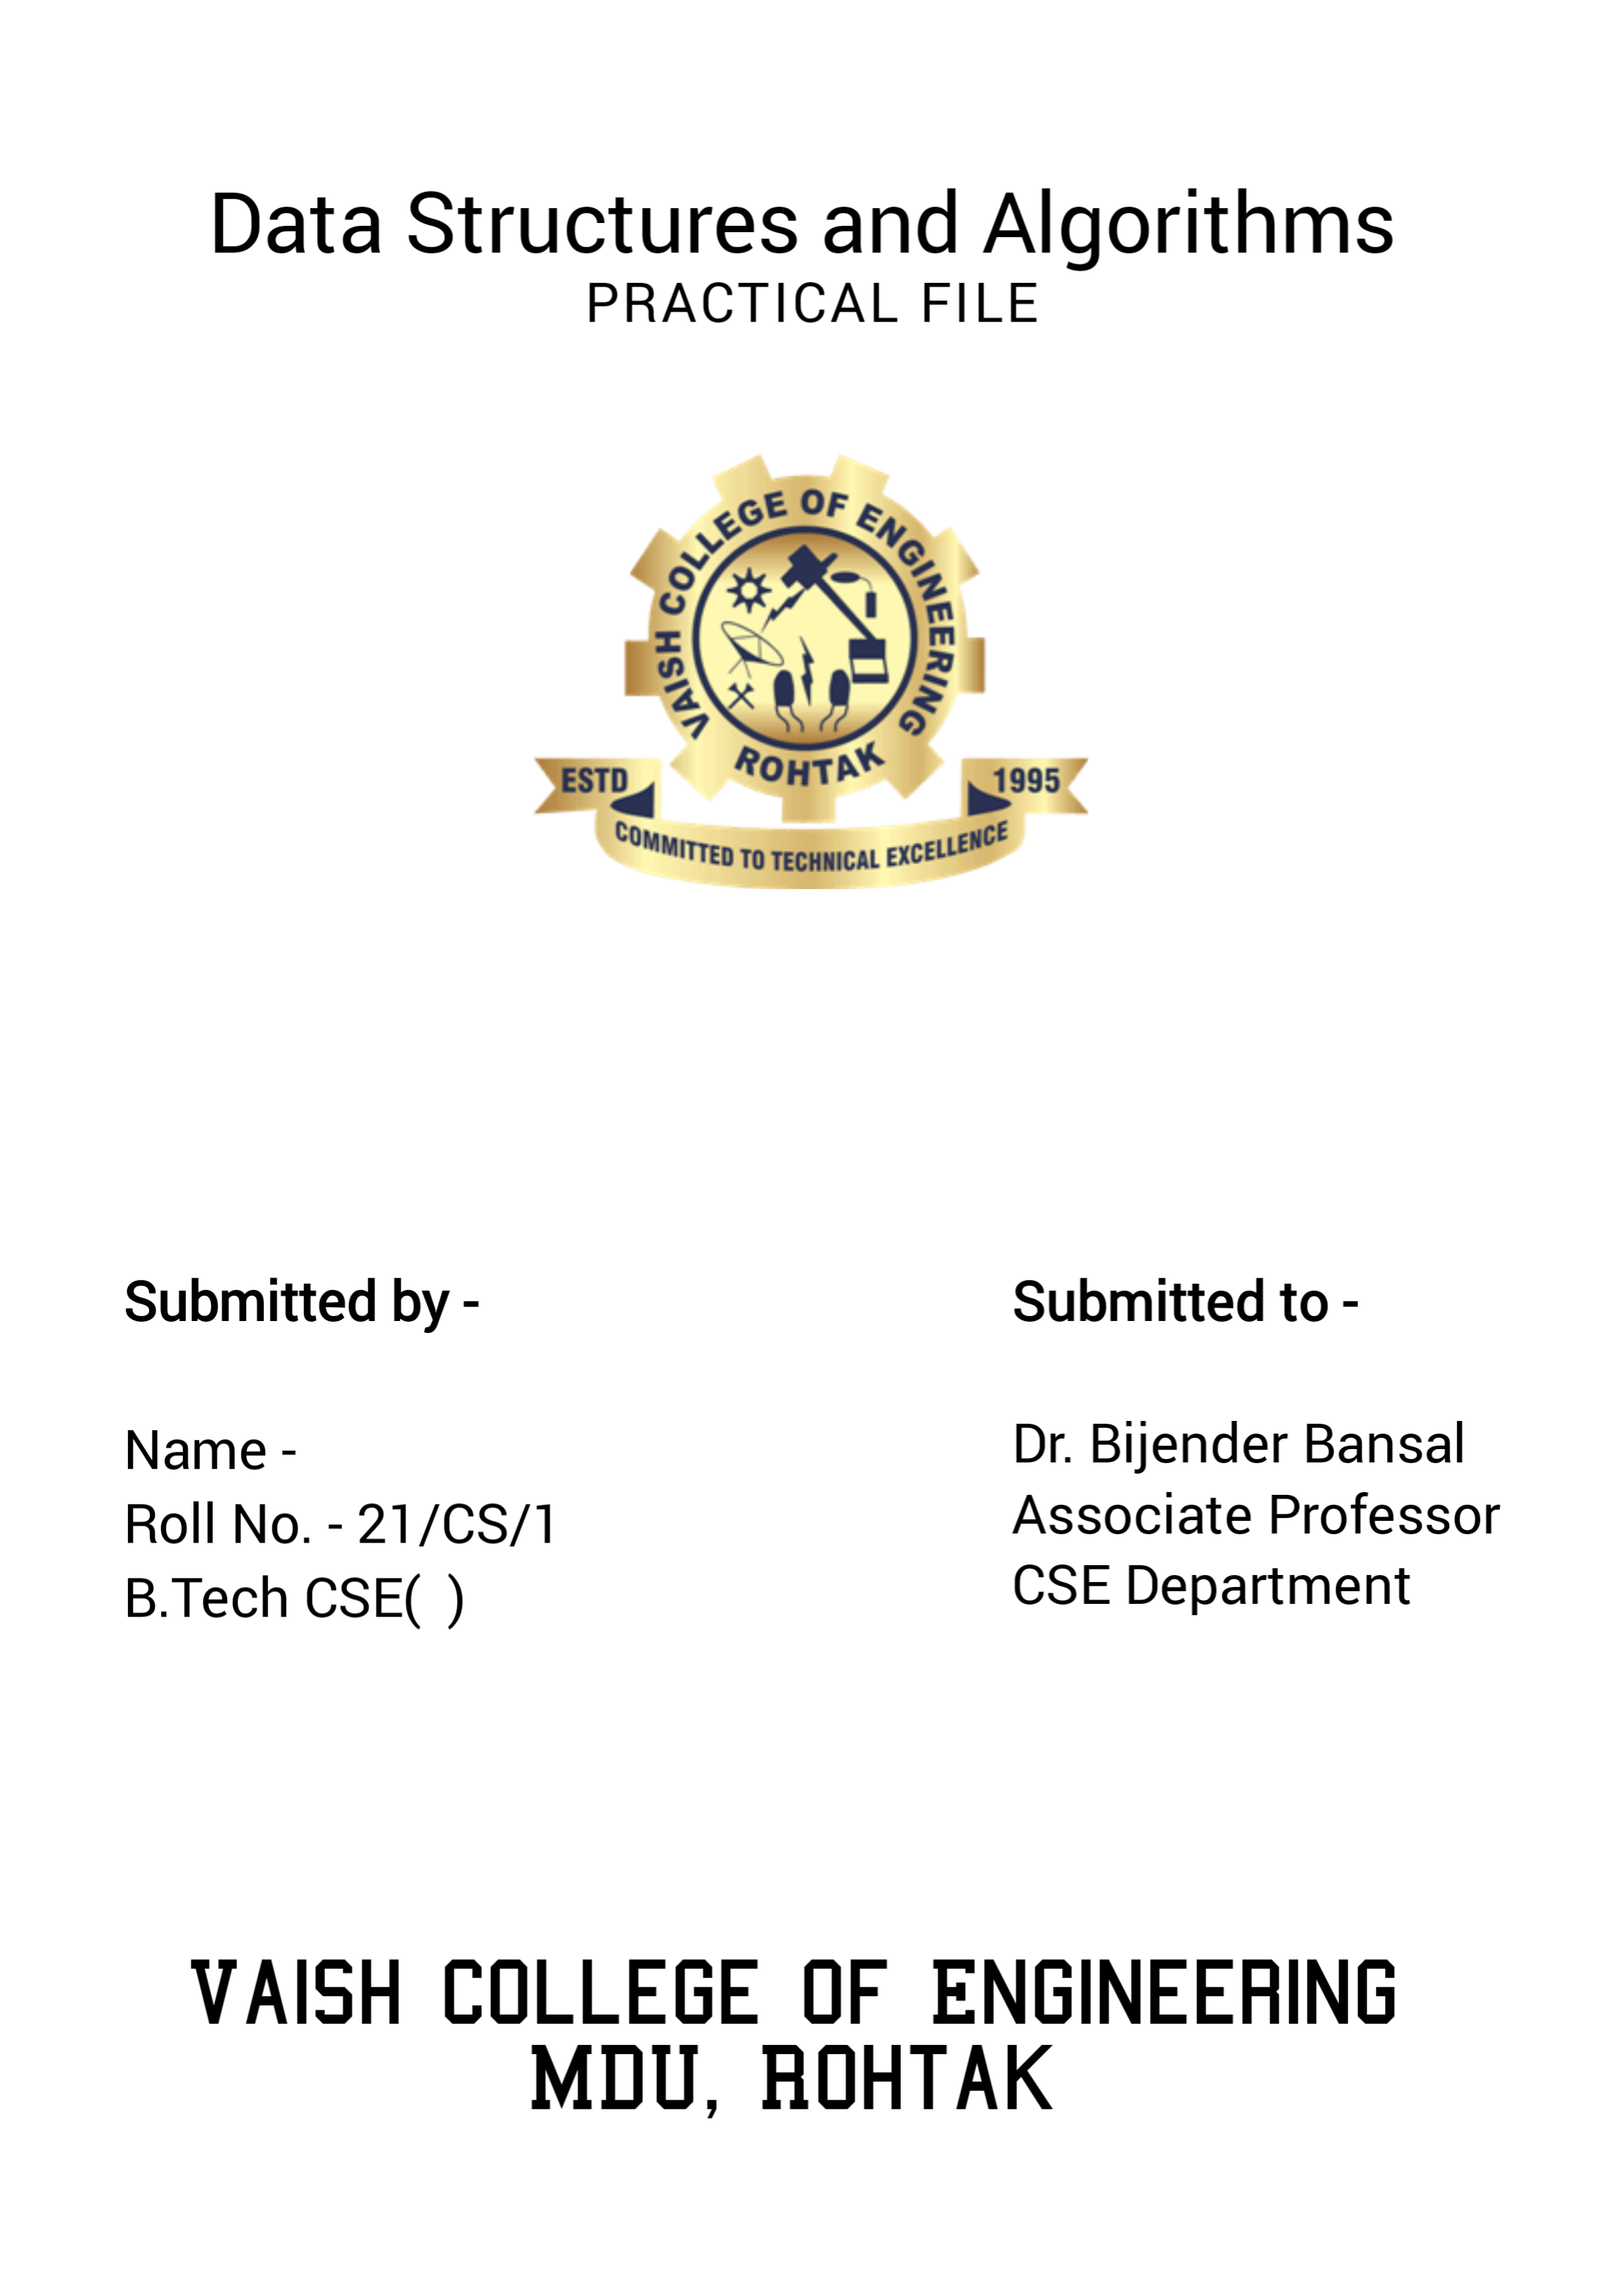 Data Structures and Algorithms
PRACTICAL FILE
VAISH COLLEGE OF ENGINEERING
ROHTAK
ESTD 1995
COMMITTED TO TECHNICAL EXCELLENCE
Submitted by -
Name -
Roll No. - 21/CS/1
B.Tech CSE( )
Submitted to -
Dr. Bijender Bansal
Associate Professor
CSE Department
VAISH COLLEGE OF ENGINEERING
MDU, ROHTAK